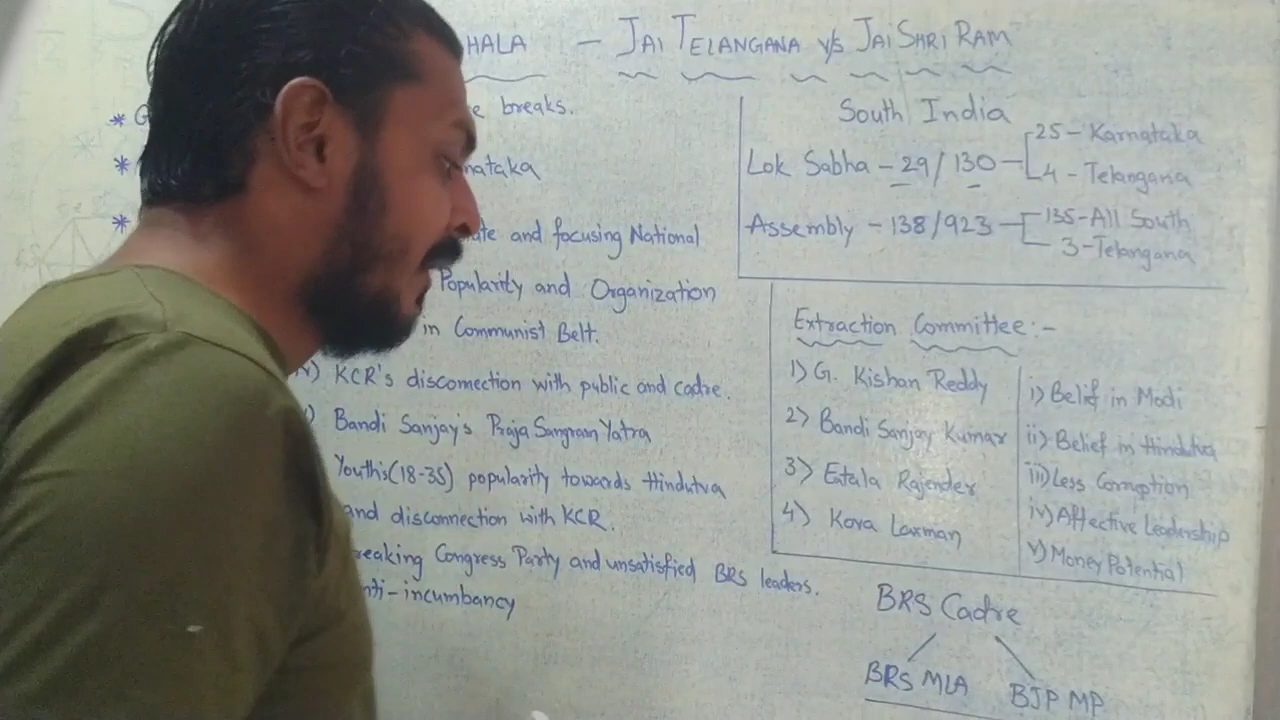 HALA - JAI TELANGANA V/S JAI SHRI RAM
* G e breaks.
* nataka
* ate and focusing National
Popularity and Organization
in Communist Belt.
iv) KCR's disconnection with public and cadre.
) Bandi Sanjay's Praja Sangram Yatra
Youth's (18-35) popularity towards Hindutva
and disconnection with KCR.
reaking Congress Party and unsatisfied BRS leaders.
nti-incumbancy
South India
Lok Sabha - 29/130 - 25 - Karnataka
4 - Telangana
Assembly - 138/923 - 135-All South
3-Telangana
Extraction Committee:-
1) G. Kishan Reddy
2) Bandi Sanjay Kumar
3) Eatala Rajender
4) Kova Laxman
i) Belief in Modi
ii) Belief in Hindutva
iii) Less Corruption
iv) Affective Leadership
v) Money Potential
BRS Cadre
BRS MLA BJP MP